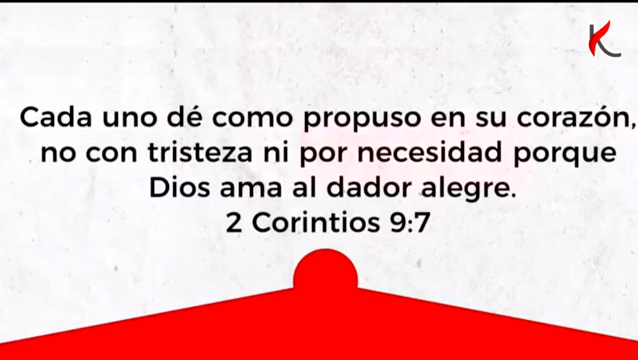 Cada uno dé como propuso en su corazón,
no con tristeza ni por necesidad porque
Dios ama al dador alegre.
2 Corintios 9:7